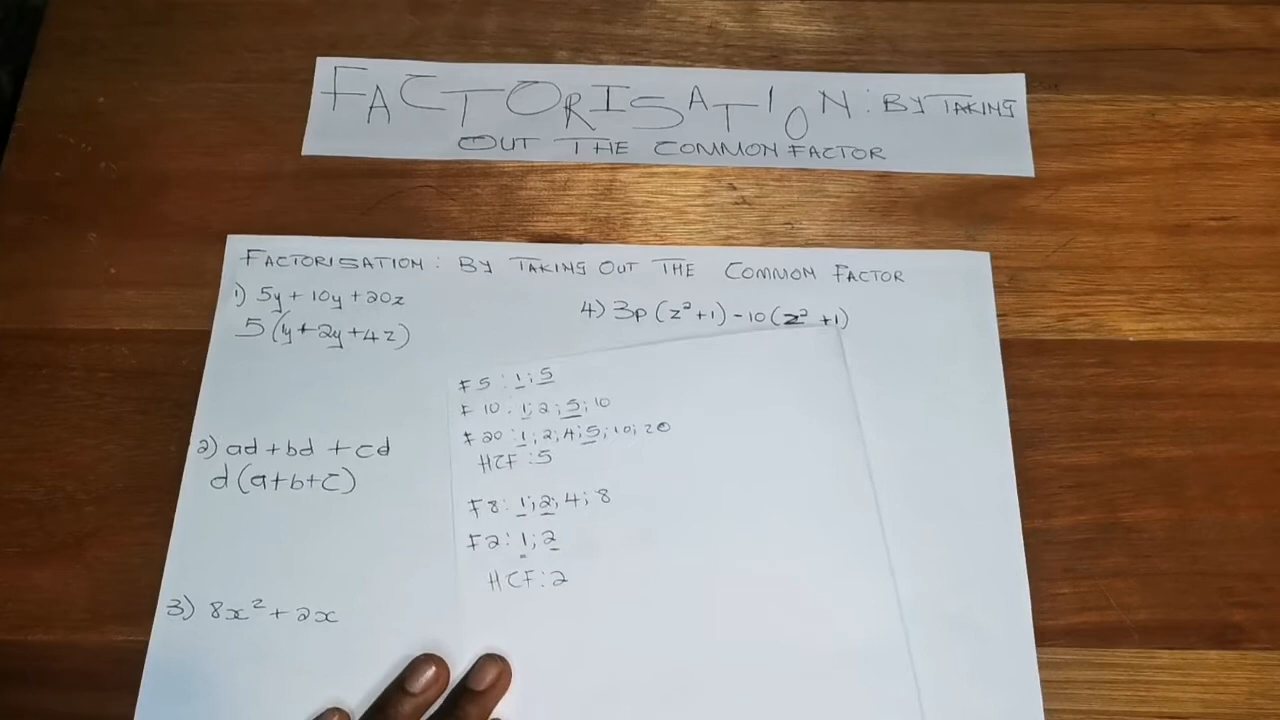 FACTORISATION: BY TAKING
OUT THE COMMON FACTOR
FACTORISATION: BY TAKING OUT THE COMMON FACTOR
1) 5y + 10y + 20z
5(1y + 2y + 4z)
2) ad + bd + cd
d(a+b+c)
3) 8x² + 2x
4) 3p(z²+1) - 10(z²+1)
F5: 1; 5
F10: 1; 2; 5; 10
F20: 1; 2; 4; 5; 10; 20
HCF: 5
F8: 1; 2; 4; 8
F2: 1; 2
HCF: 2